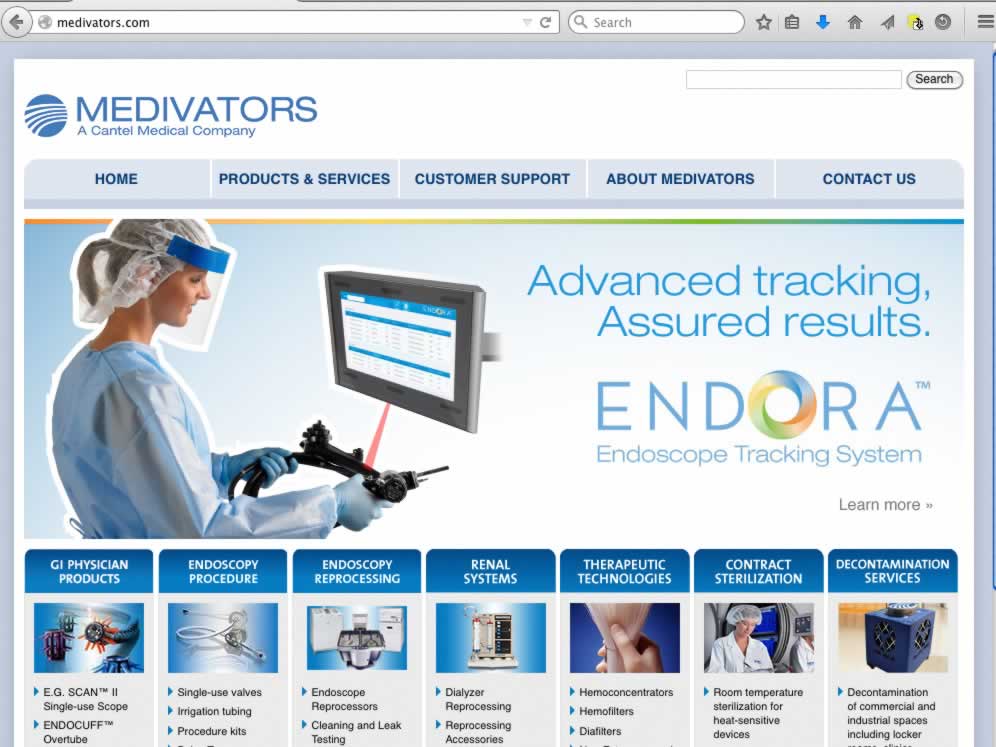 medivators.com
Search
Search
MEDIVATORS
A Cantel Medical Company
HOME
PRODUCTS & SERVICES
CUSTOMER SUPPORT
ABOUT MEDIVATORS
CONTACT US
Advanced tracking,
Assured results.
ENDORA
ENDORA™
Endoscope Tracking System
Learn more »
GI PHYSICIAN
PRODUCTS
ENDOSCOPY
PROCEDURE
ENDOSCOPY
REPROCESSING
RENAL
SYSTEMS
THERAPEUTIC
TECHNOLOGIES
CONTRACT
STERILIZATION
DECONTAMINATION
SERVICES
E.G. SCAN™ II
Single-use Scope
ENDOCUFF™
Overtube
Single-use valves
Irrigation tubing
Procedure kits
Endoscope
Reprocessors
Cleaning and Leak
Testing
Dialyzer
Reprocessing
Reprocessing
Accessories
Hemoconcentrators
Hemofilters
Diafilters
Room temperature
sterilization for
heat-sensitive
devices
Decontamination
of commercial and
industrial spaces
including locker